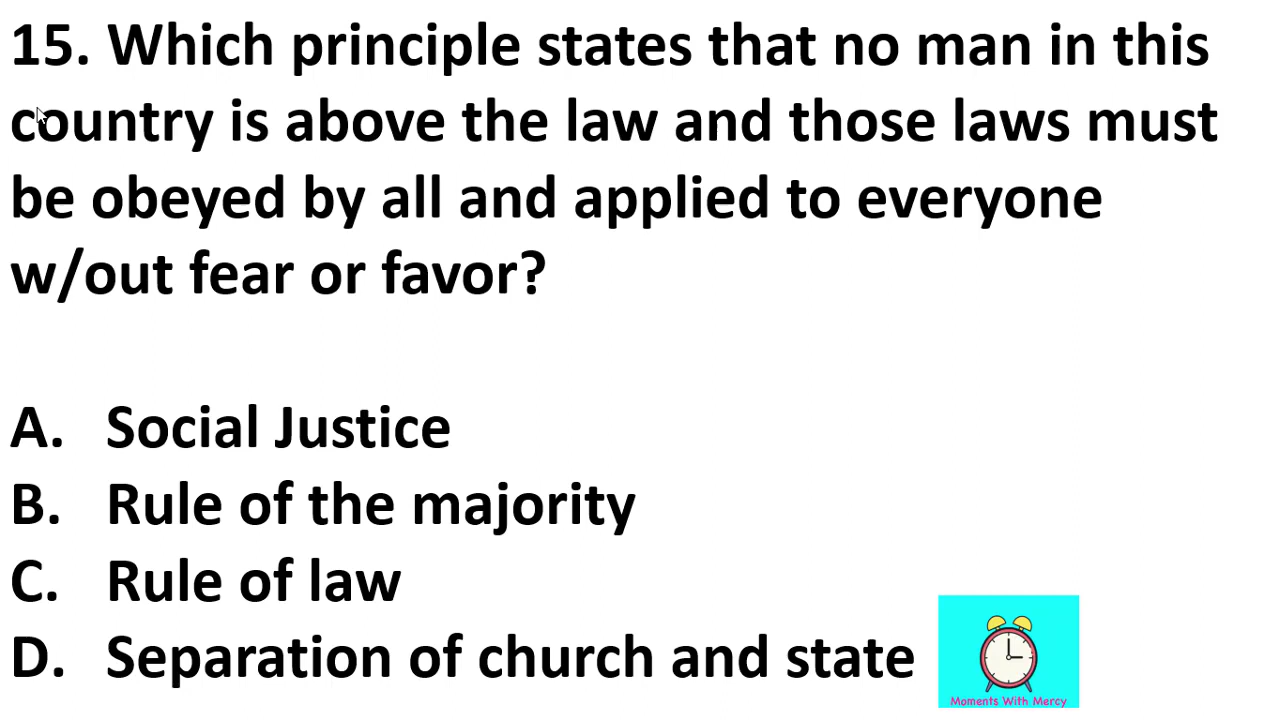 15. Which principle states that no man in this
country is above the law and those laws must
be obeyed by all and applied to everyone
w/out fear or favor?
A. Social Justice
B. Rule of the majority
C. Rule of law
D. Separation of church and state
Moments With Mercy